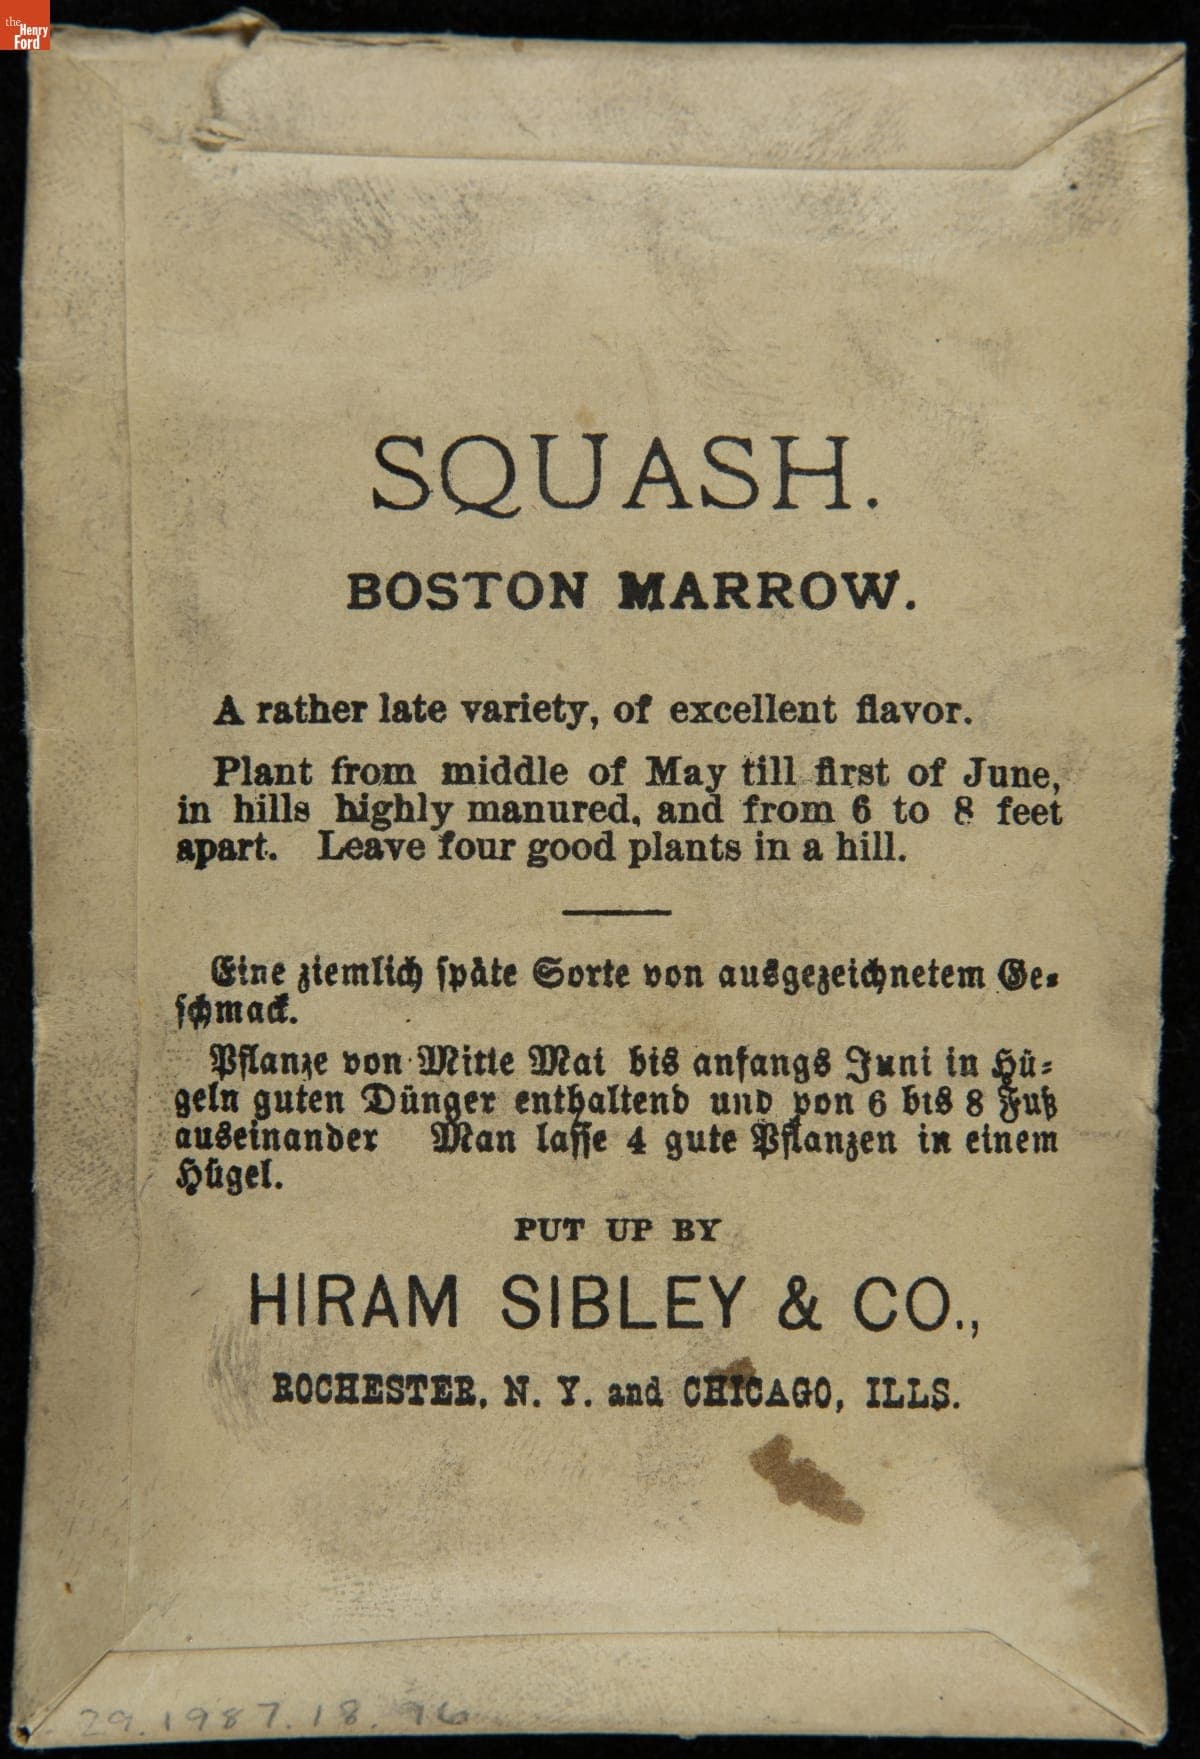 the
Henry
Ford
SQUASH.
BOSTON MARROW.
A rather late variety, of excellent flavor.
Plant from middle of May till first of June,
in hills highly manured, and from 6 to 8 feet
apart. Leave four good plants in a hill.
Eine ziemlich späte Sorte von ausgezeichnetem Ge-
schmack.
Pflanze von Mitte Mai bis anfangs Juni in Hü-
geln guten Dünger enthaltend und von 6 bis 8 Fuß
auseinander Man lasse 4 gute Pflanzen in einem
Hügel.
PUT UP BY
HIRAM SIBLEY & CO.,
ROCHESTER, N. Y. and CHICAGO, ILLS.
29.1987.18.96